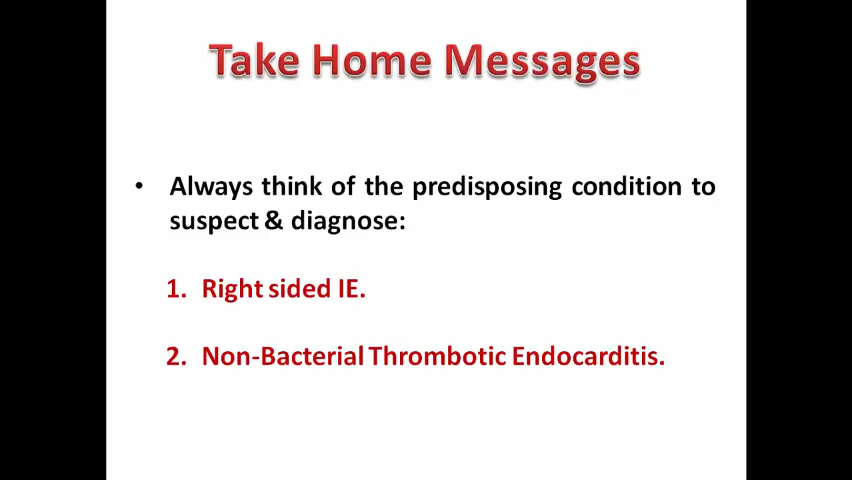 Take Home Messages
• Always think of the predisposing condition to
suspect & diagnose:
1. Right sided IE.
2. Non-Bacterial Thrombotic Endocarditis.